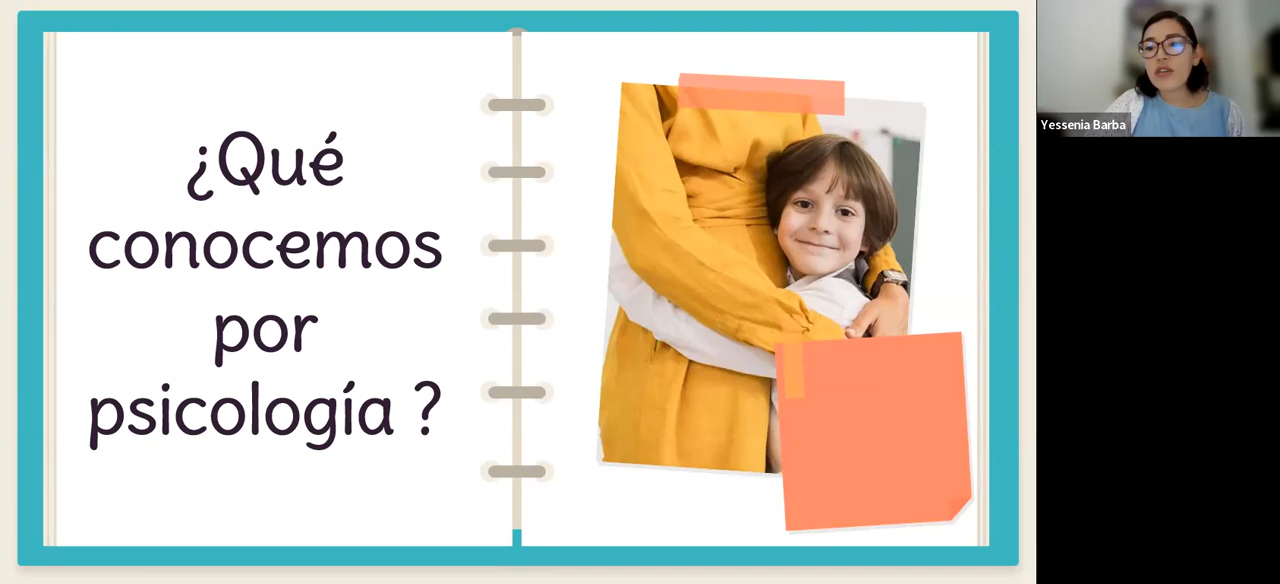 ¿Qué
conocemos
por
psicología ?
Yessenia Barba